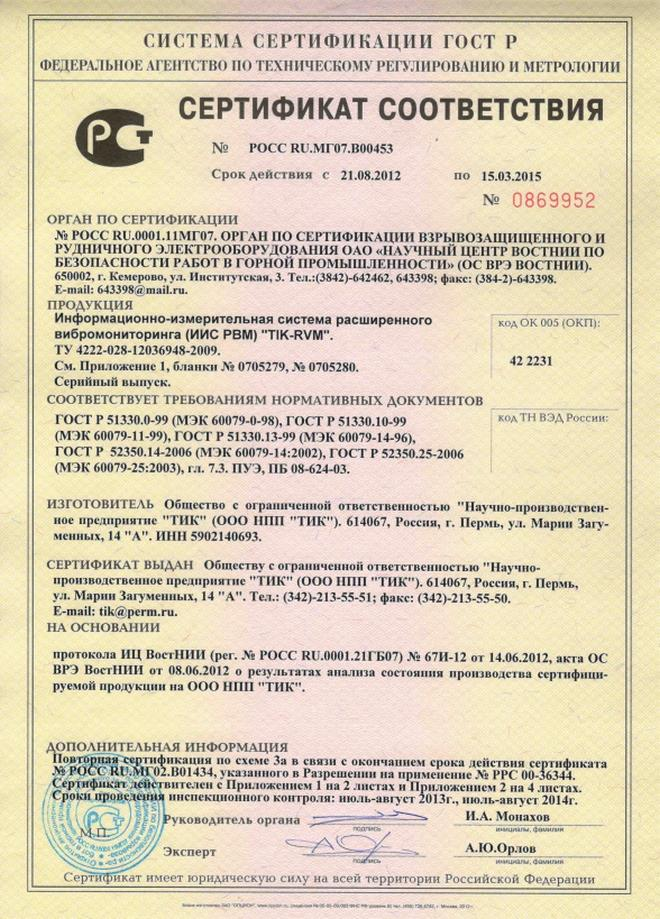 СИСТЕМА СЕРТИФИКАЦИИ ГОСТ Р
ФЕДЕРАЛЬНОЕ АГЕНТСТВО ПО ТЕХНИЧЕСКОМУ РЕГУЛИРОВАНИЮ И МЕТРОЛОГИИ
СЕРТИФИКАТ СООТВЕТСТВИЯ
№ РОСС RU.МГ07.В00453
Срок действия с 21.08.2012 по 15.03.2015
№ 0869952
ОРГАН ПО СЕРТИФИКАЦИИ
№ РОСС RU.0001.11МГ07. ОРГАН ПО СЕРТИФИКАЦИИ ВЗРЫВОЗАЩИЩЕННОГО И
РУДНИЧНОГО ЭЛЕКТРООБОРУДОВАНИЯ ОАО «НАУЧНЫЙ ЦЕНТР ВОСТНИИ ПО
БЕЗОПАСНОСТИ РАБОТ В ГОРНОЙ ПРОМЫШЛЕННОСТИ» (ОС ВРЭ ВОСТНИИ).
650002, г. Кемерово, ул. Институтская, 3. Тел.:(3842)-642462, 643398; факс: (384-2)-643398.
E-mail: 643398@mail.ru.
ПРОДУКЦИЯ
Информационно-измерительная система расширенного
вибромониторинга (ИИС РВМ) "TIK-RVM".
ТУ 4222-028-12036948-2009.
См. Приложение 1, бланки № 0705279, № 0705280.
Серийный выпуск.
код ОК 005 (ОКП):
42 2231
СООТВЕТСТВУЕТ ТРЕБОВАНИЯМ НОРМАТИВНЫХ ДОКУМЕНТОВ
ГОСТ Р 51330.0-99 (МЭК 60079-0-98), ГОСТ Р 51330.10-99
(МЭК 60079-11-99), ГОСТ Р 51330.13-99 (МЭК 60079-14-96),
ГОСТ Р 52350.14-2006 (МЭК 60079-14:2002), ГОСТ Р 52350.25-2006
(МЭК 60079-25:2003), гл. 7.3. ПУЭ, ПБ 08-624-03.
код ТН ВЭД России:
ИЗГОТОВИТЕЛЬ Общество с ограниченной ответственностью "Научно-производствен-
ное предприятие "ТИК" (ООО НПП "ТИК"). 614067, Россия, г. Пермь, ул. Марии Загу-
менных, 14 "А". ИНН 5902140693.
СЕРТИФИКАТ ВЫДАН Обществу с ограниченной ответственностью "Научно-
производственное предприятие "ТИК" (ООО НПП "ТИК"). 614067, Россия, г. Пермь,
ул. Марии Загуменных, 14 "А". Тел.: (342)-213-55-51; факс: (342)-213-55-50.
E-mail: tik@perm.ru.
НА ОСНОВАНИИ
протокола ИЦ ВостНИИ (рег. № РОСС RU.0001.21ГБ07) № 67И-12 от 14.06.2012, акта ОС
ВРЭ ВостНИИ от 08.06.2012 о результатах анализа состояния производства сертифици-
руемой продукции на ООО НПП "ТИК".
ДОПОЛНИТЕЛЬНАЯ ИНФОРМАЦИЯ
Повторная сертификация по схеме 3а в связи с окончанием срока действия сертификата
№ РОСС RU.МГ02.В01434, указанного в Разрешении на применение № РРС 00-36344.
Сертификат действителен с Приложением 1 на 2 листах и Приложением 2 на 4 листах.
Сроки проведения инспекционного контроля: июль-август 2013г., июль-август 2014г.
М.П.
Руководитель органа
подпись
И.А. Монахов
инициалы, фамилия
Эксперт
подпись
А.Ю.Орлов
инициалы, фамилия
Сертификат имеет юридическую силу на всей территории Российской Федерации